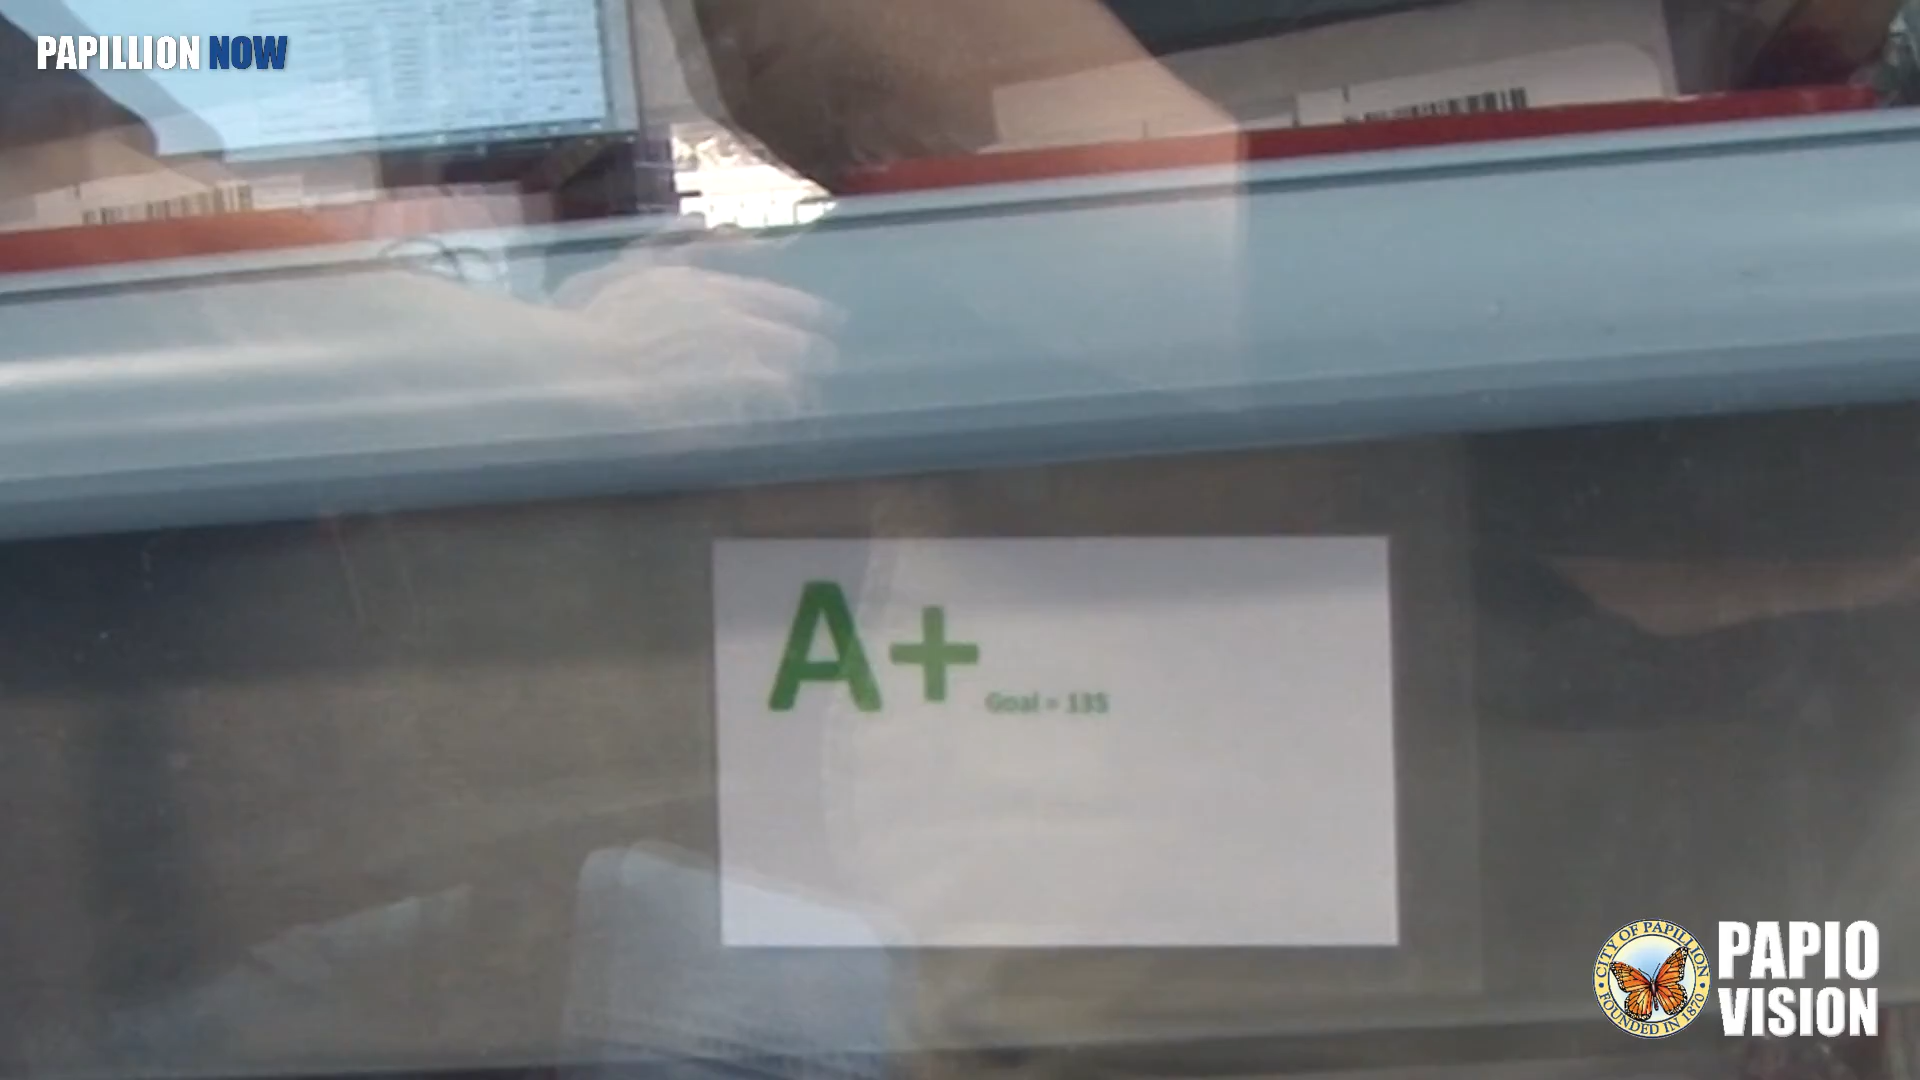 PAPILLION NOW
A+ Goal = 135
CITY OF PAPILLION
FOUNDED IN 1870
PAPIO
VISION